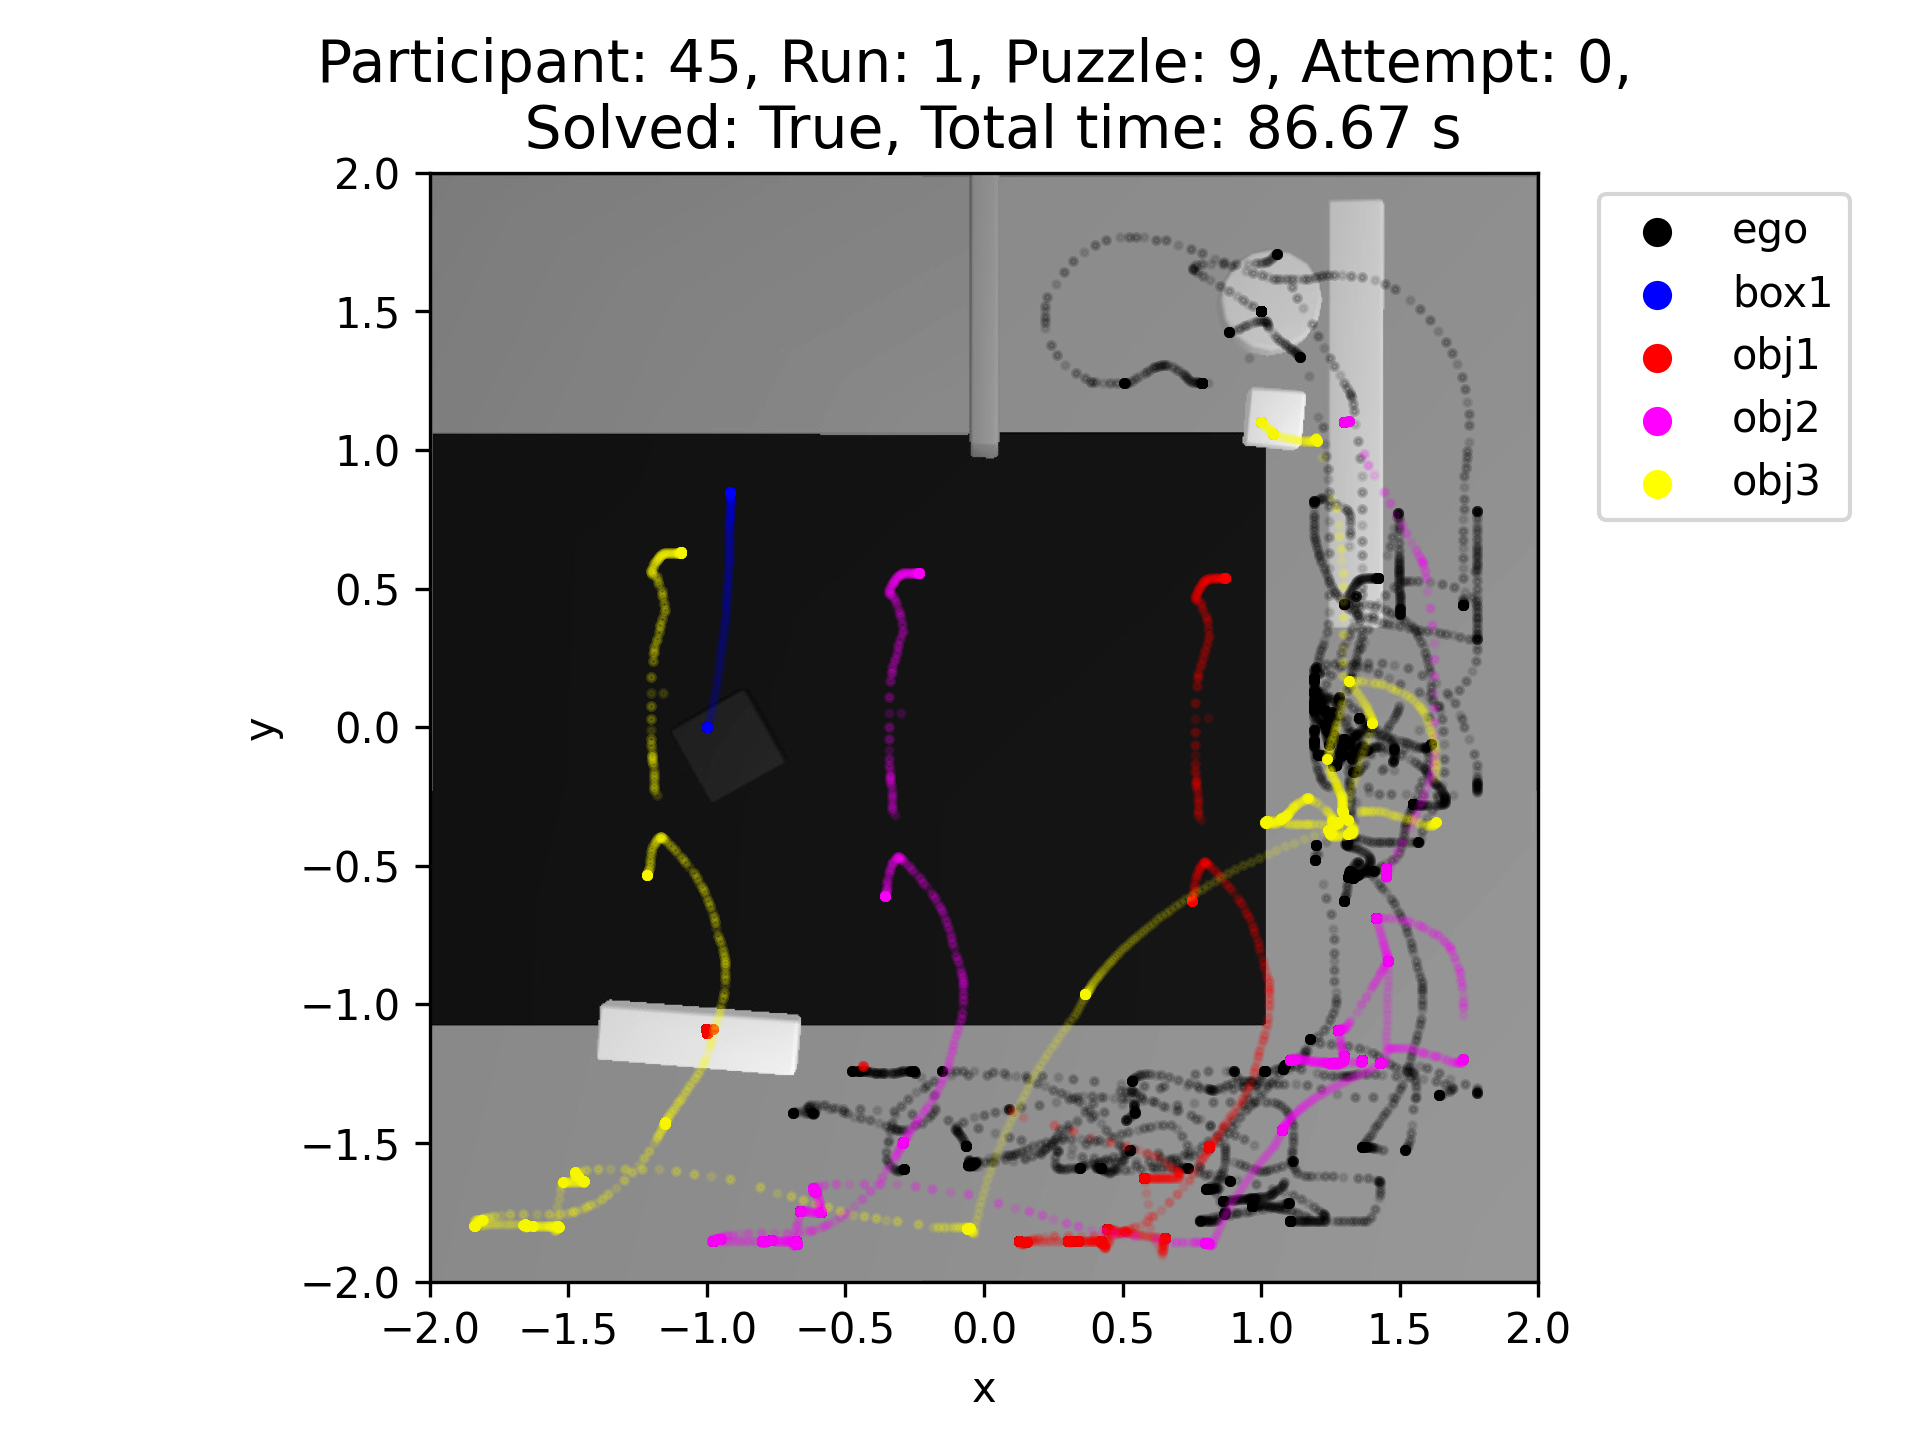 Participant: 45, Run: 1, Puzzle: 9, Attempt: 0,
Solved: True, Total time: 86.67 s
2.0
1.5
1.0
0.5
0.0
−0.5
−1.0
−1.5
−2.0
y
−2.0 −1.5 −1.0 −0.5 0.0 0.5 1.0 1.5 2.0
x
ego
box1
obj1
obj2
obj3